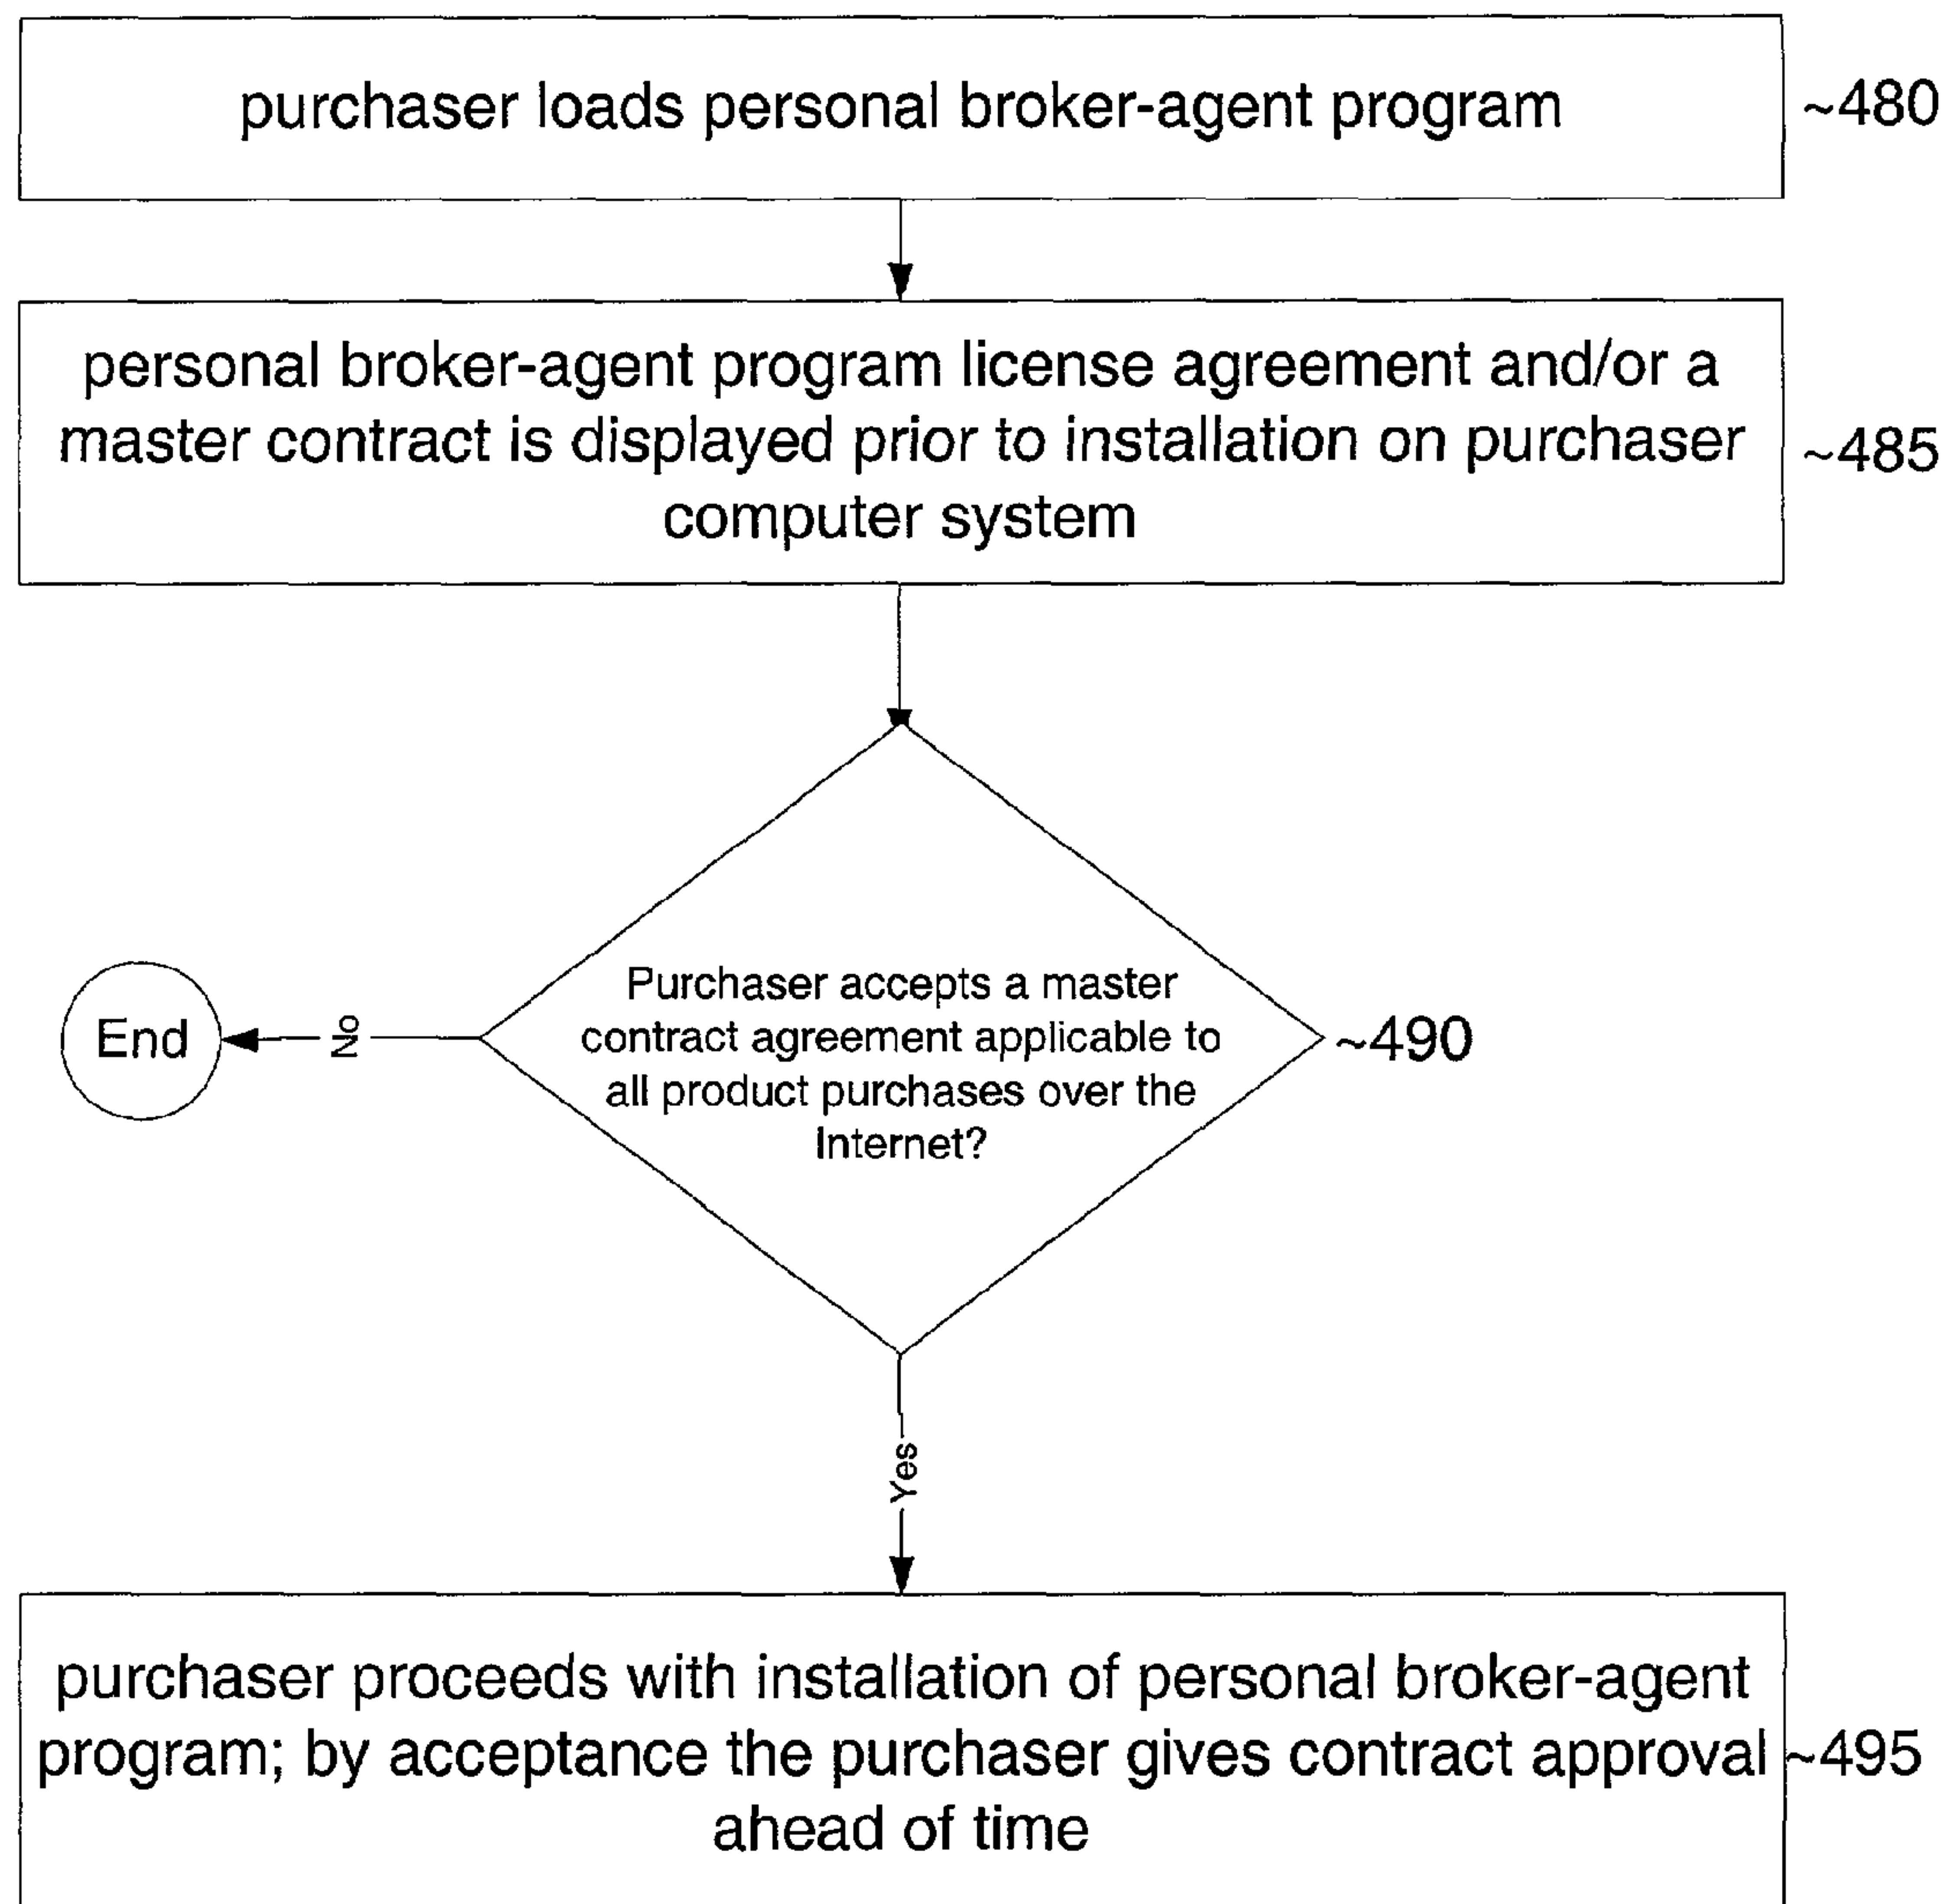 purchaser loads personal broker-agent program
~480
personal broker-agent program license agreement and/or a
master contract is displayed prior to installation on purchaser
computer system
~485
Purchaser accepts a master
contract agreement applicable to
all product purchases over the
Internet?
~490
No
End
Yes
purchaser proceeds with installation of personal broker-agent
program; by acceptance the purchaser gives contract approval
ahead of time
~495